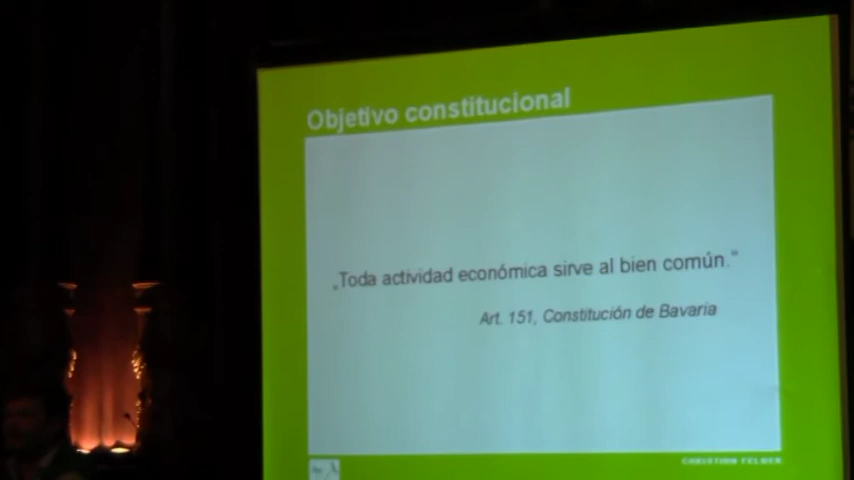 Objetivo constitucional
„Toda actividad económica sirve al bien común.“
Art. 151, Constitución de Bavaria
CHRISTIAN FELBER